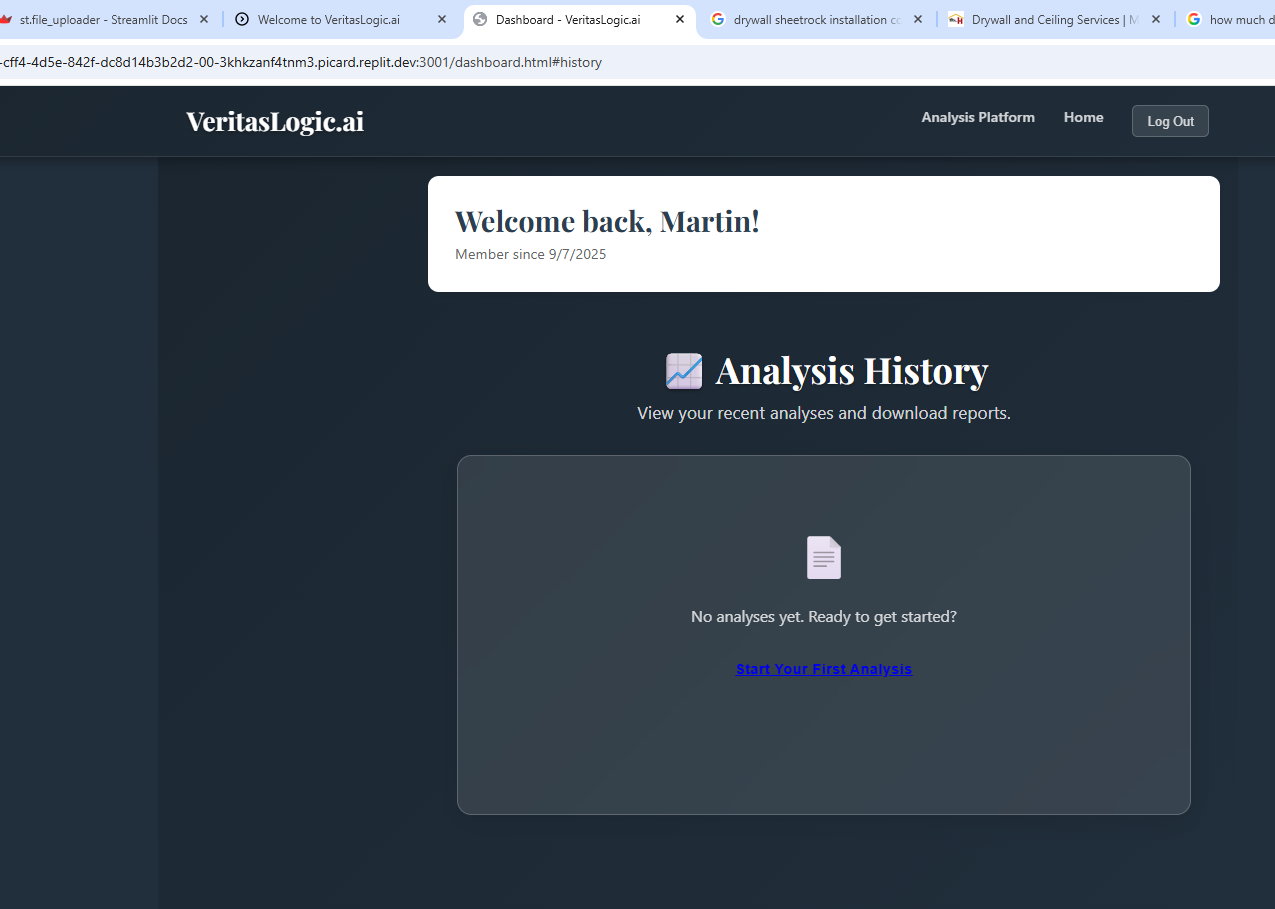 st.file_uploader - Streamlit Docs
Welcome to VeritasLogic.ai
Dashboard - VeritasLogic.ai
drywall sheetrock installation co
Drywall and Ceiling Services | M
how much d
-cff4-4d5e-842f-dc8d14b3b2d2-00-3khkzanf4tnm3.picard.replit.dev:3001/dashboard.html#history
VeritasLogic.ai
Analysis Platform
Home
Log Out
Welcome back, Martin!
Member since 9/7/2025
Analysis History
View your recent analyses and download reports.
No analyses yet. Ready to get started?
Start Your First Analysis